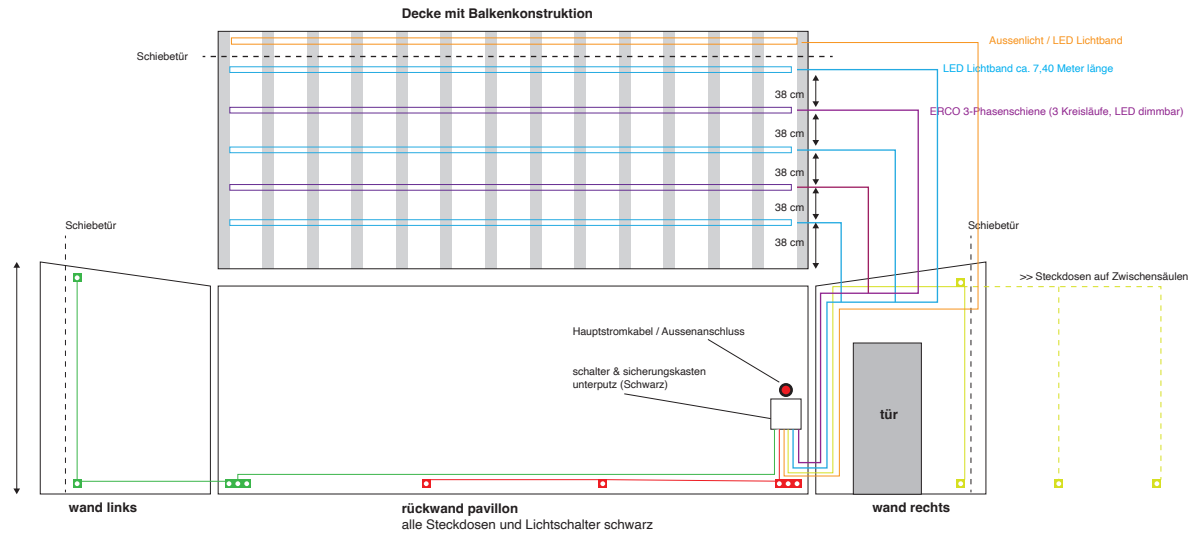 Decke mit Balkenkonstruktion
Aussenlicht / LED Lichtband
Schiebetür
LED Lichtband ca. 7,40 Meter länge
38 cm
ERCO 3-Phasenschiene (3 Kreisläufe, LED dimmbar)
38 cm
38 cm
38 cm
Schiebetür
Schiebetür
38 cm
>> Steckdosen auf Zwischensäulen
Hauptstromkabel / Aussenanschluss
schalter & sicherungskasten
unterputz (Schwarz)
tür
wand links
rückwand pavillon
wand rechts
alle Steckdosen und Lichtschalter schwarz